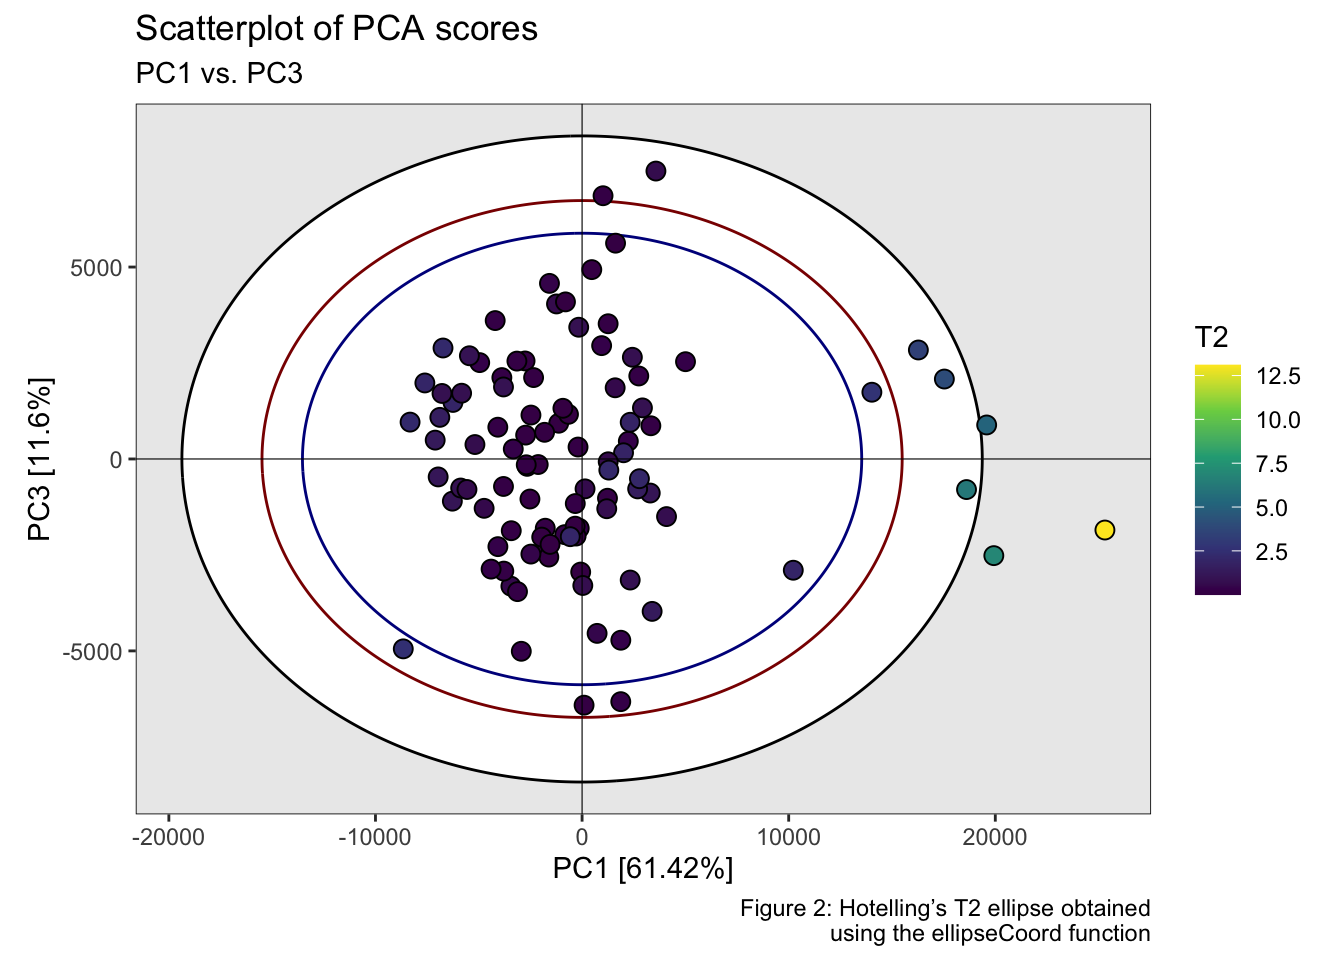 Scatterplot of PCA scores
PC1 vs. PC3
PC3 [11.6%]
5000
0
-5000
-20000
-10000
0
10000
20000
PC1 [61.42%]
T2
12.5
10.0
7.5
5.0
2.5
Figure 2: Hotelling’s T2 ellipse obtained
using the ellipseCoord function